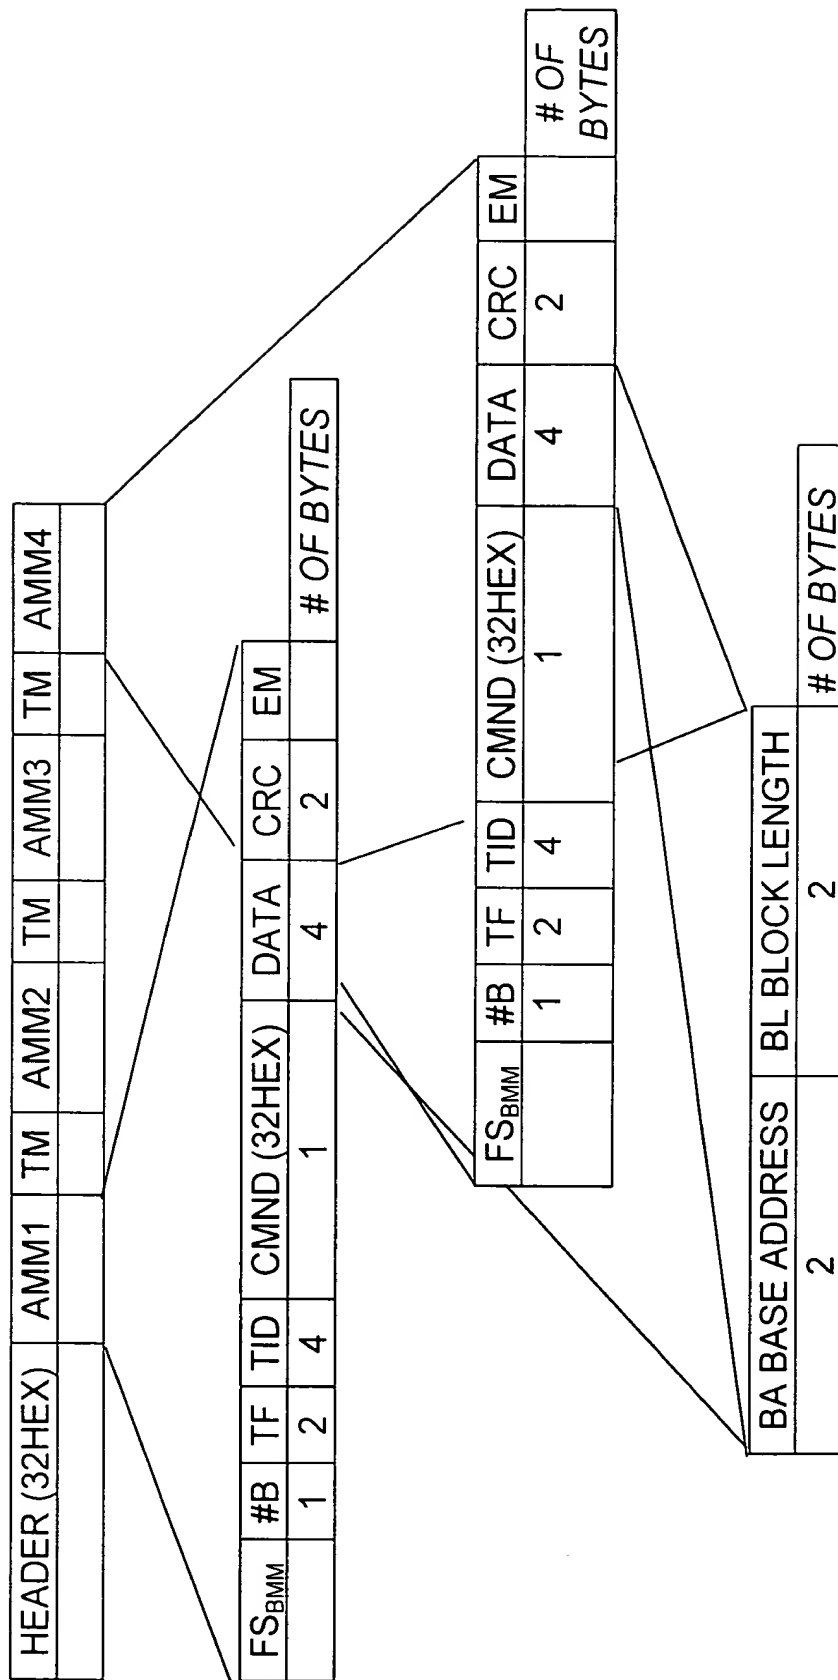 HEADER (32HEX) AMM1 TM AMM2 TM AMM3 TM AMM4
FSBMM #B TF TID CMND (32HEX) DATA CRC EM
1 2 4 1 4 2 # OF BYTES
FSBMM #B TF TID CMND (32HEX) DATA CRC EM
1 2 4 1 4 2 # OF
BYTES
BA BASE ADDRESS BL BLOCK LENGTH
2 2 # OF BYTES